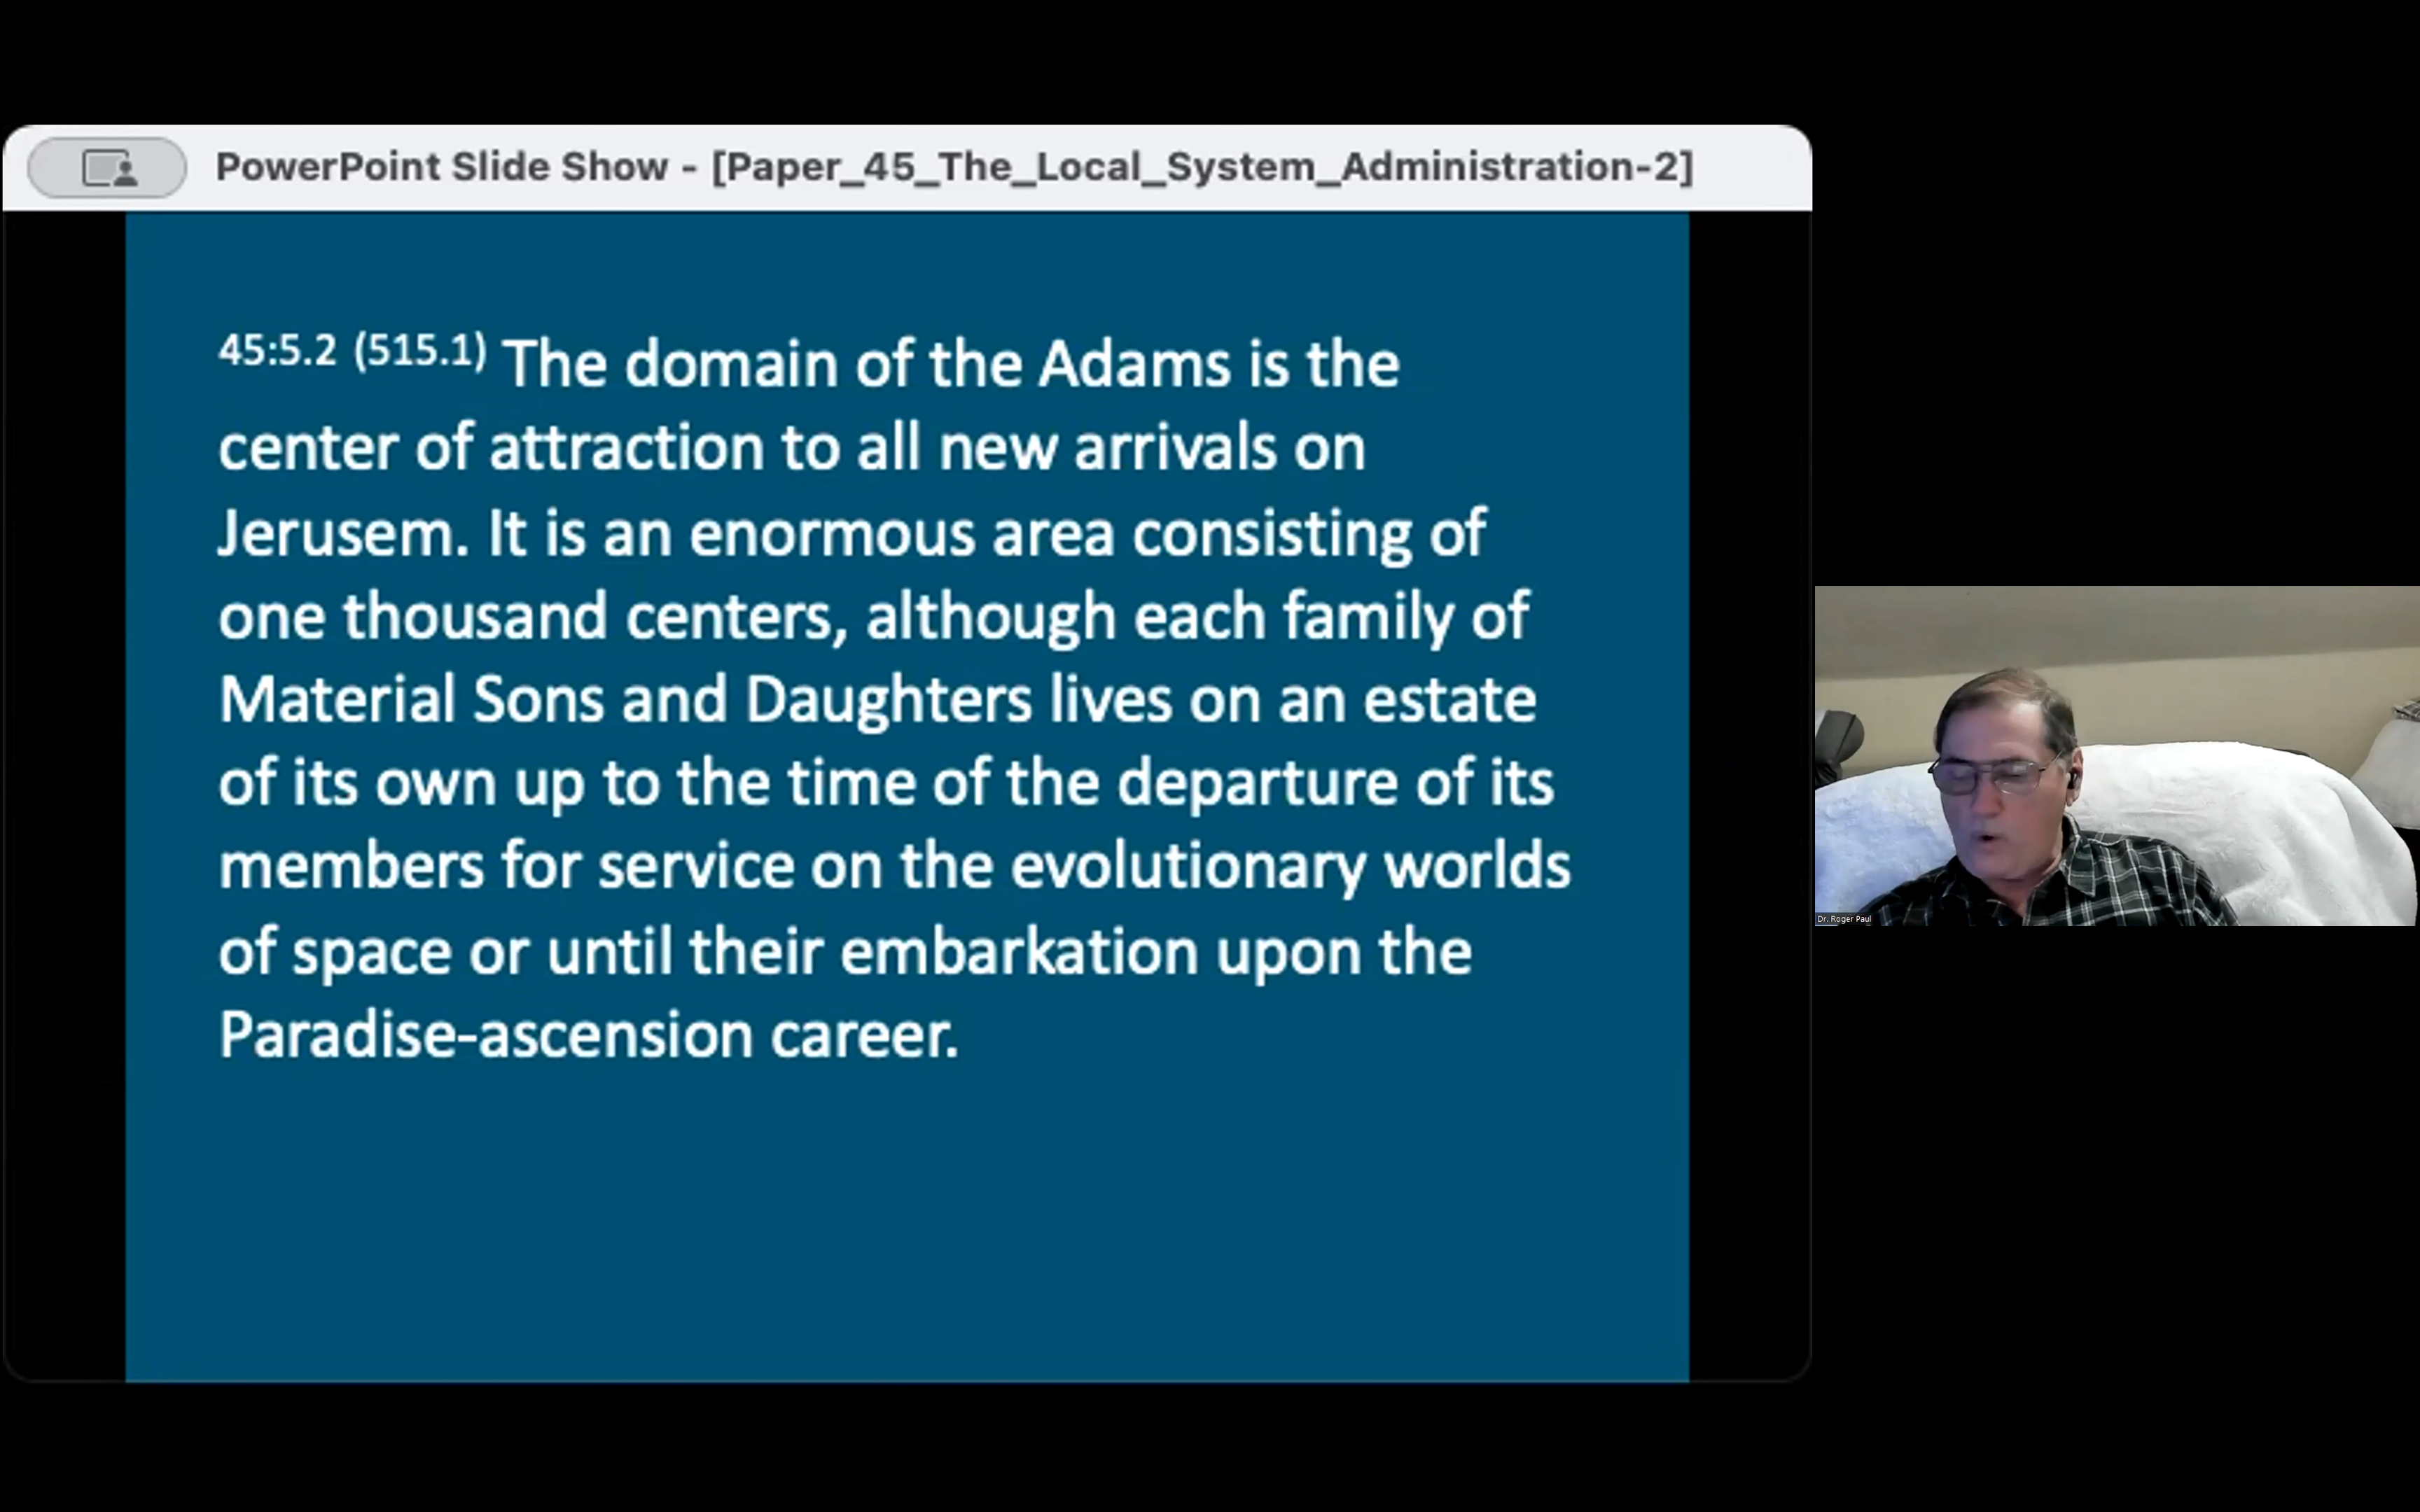 PowerPoint Slide Show - [Paper_45_The_Local_System_Administration-2]
45:5.2 (515.1) The domain of the Adams is the
center of attraction to all new arrivals on
Jerusem. It is an enormous area consisting of
one thousand centers, although each family of
Material Sons and Daughters lives on an estate
of its own up to the time of the departure of its
members for service on the evolutionary worlds
of space or until their embarkation upon the
Paradise-ascension career.
Dr. Roger Paul